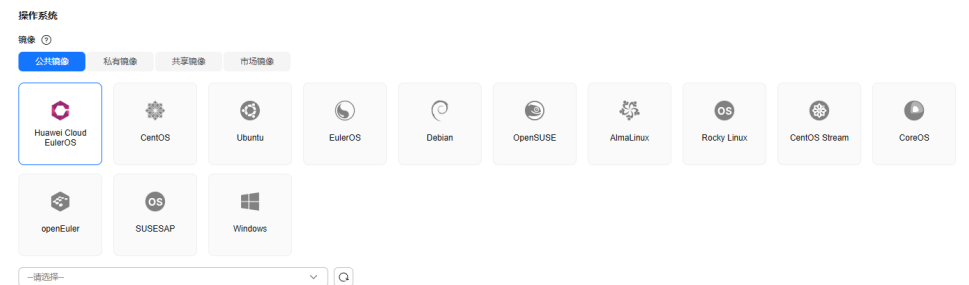 操作系统
镜像 ?
公共镜像 私有镜像 共享镜像 市场镜像
Huawei Cloud EulerOS CentOS Ubuntu EulerOS Debian OpenSUSE AlmaLinux OS Rocky Linux CentOS Stream CoreOS
openEuler OS SUSESAP Windows
--请选择--